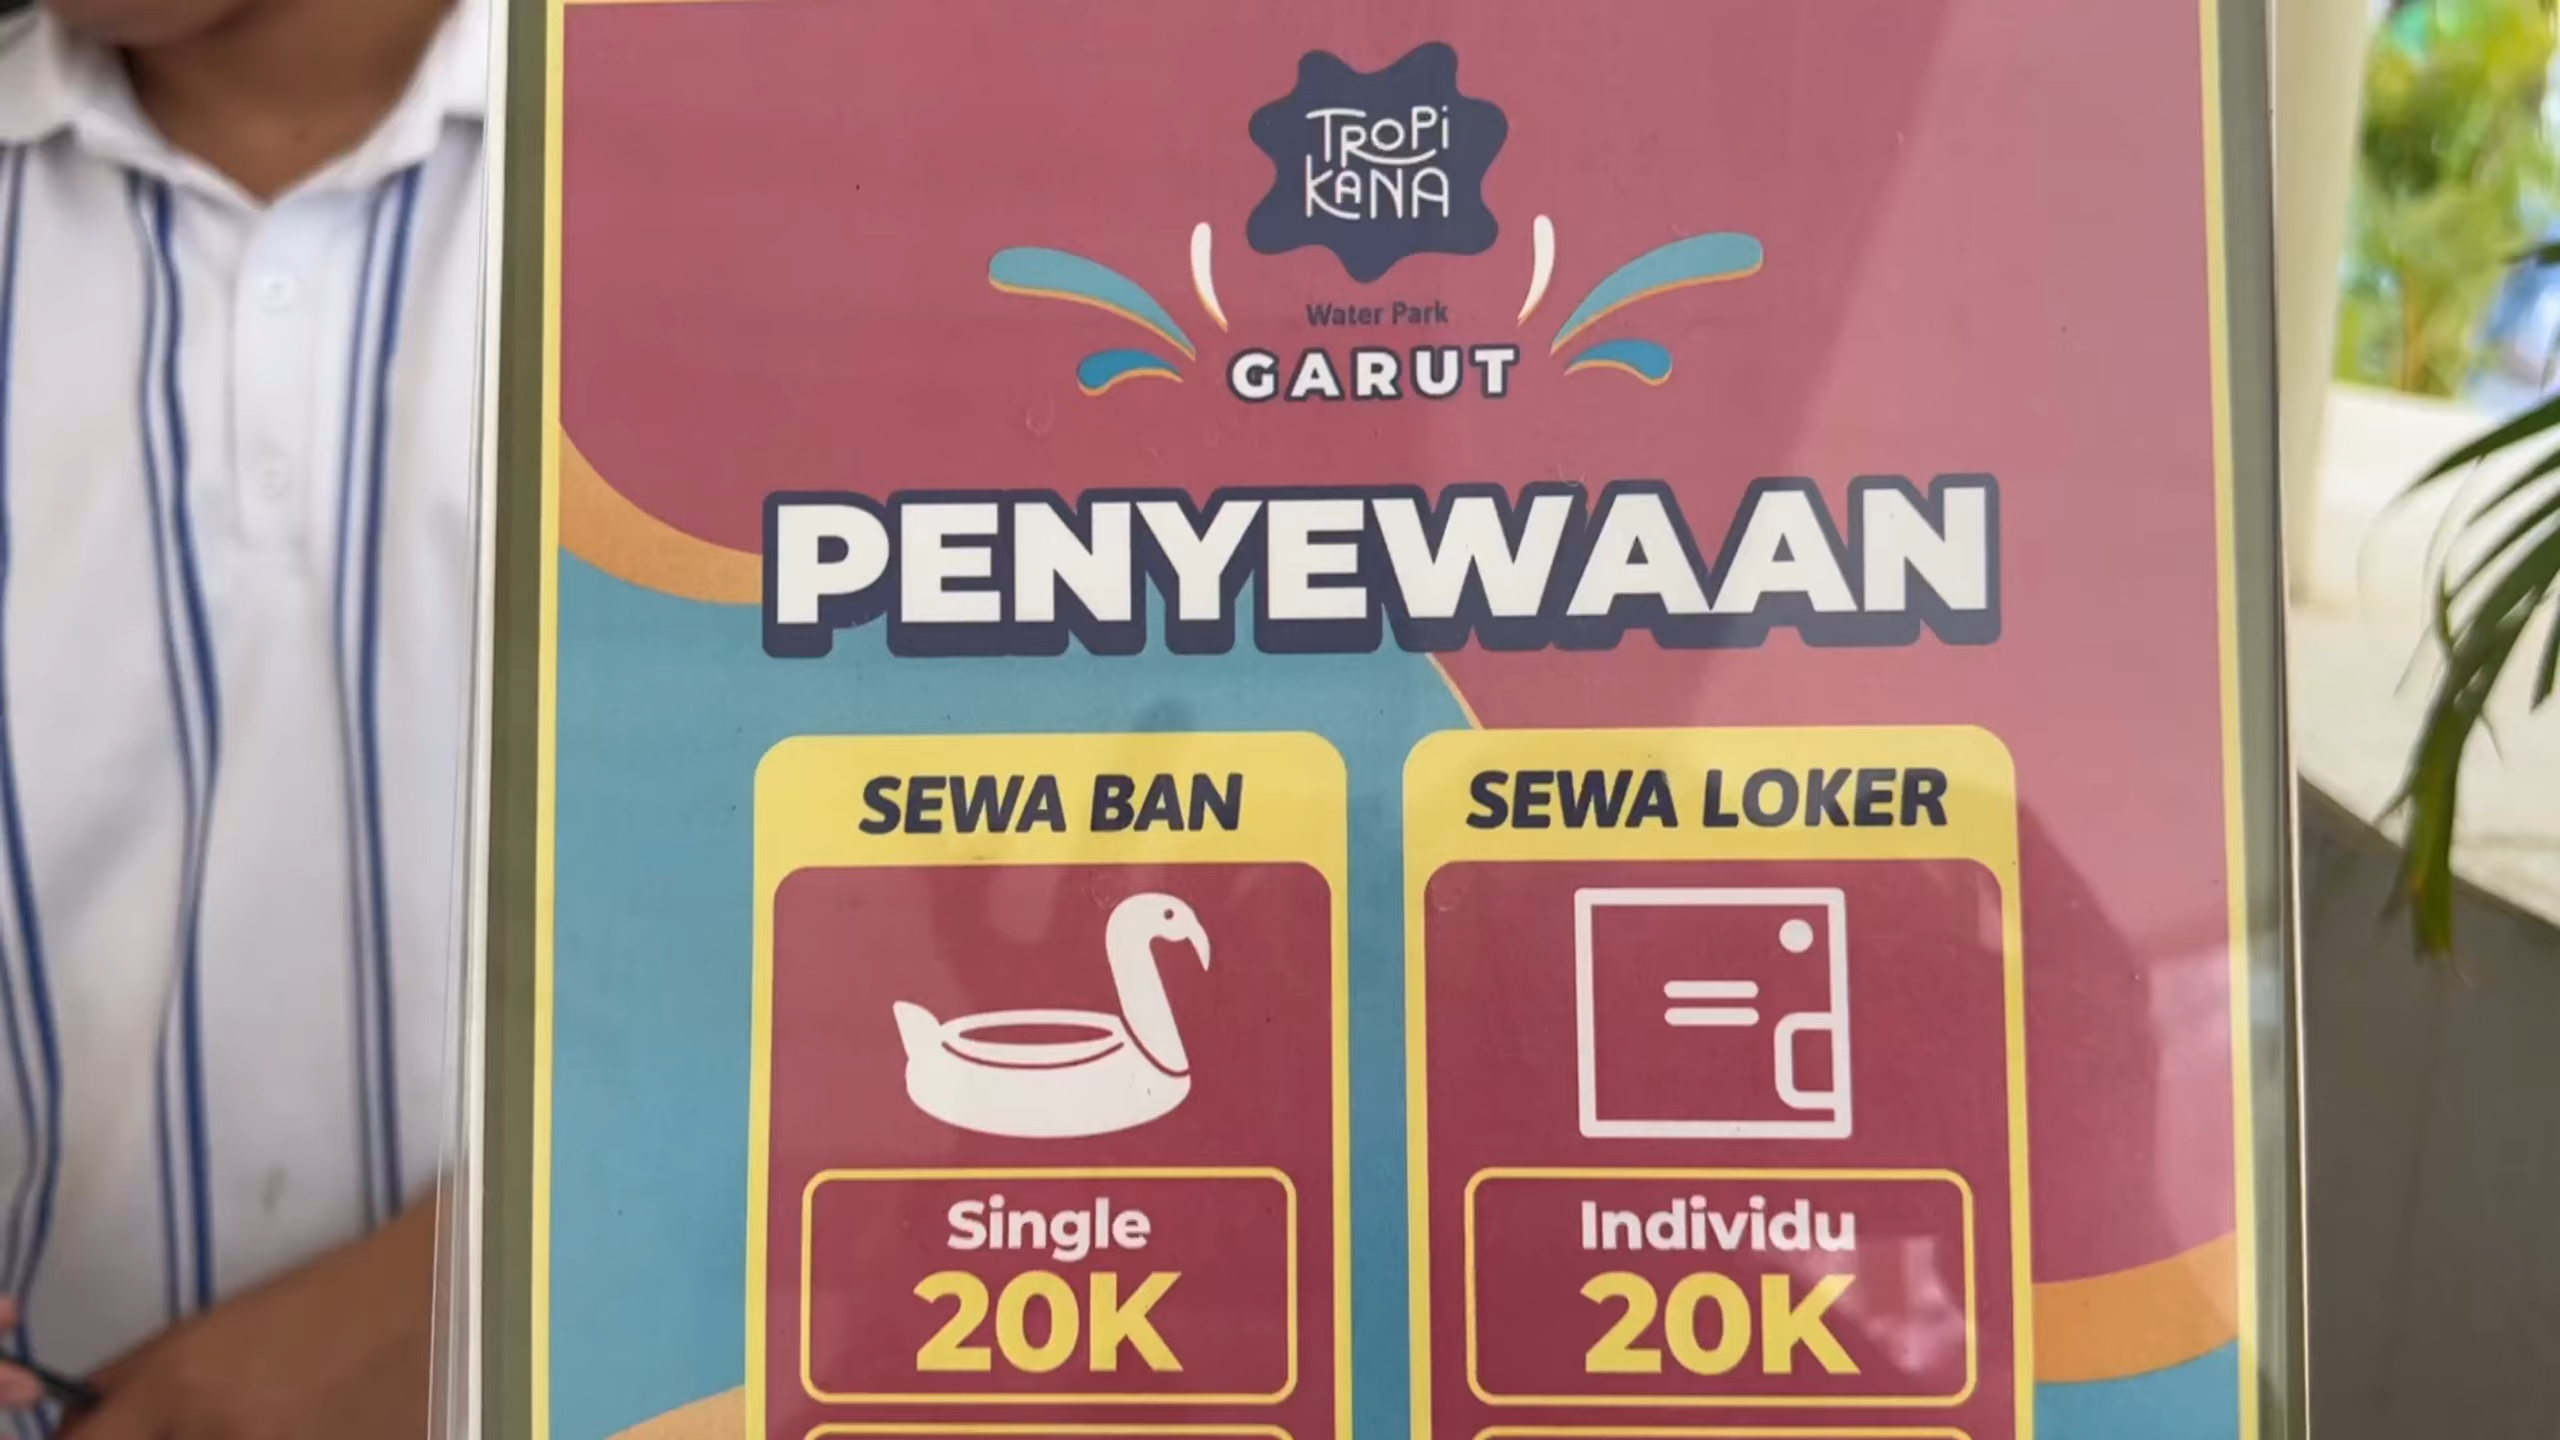 TROPi
KANA
Water Park
GARUT
PENYEWAAN
SEWA BAN
Single
20K
SEWA LOKER
Individu
20K